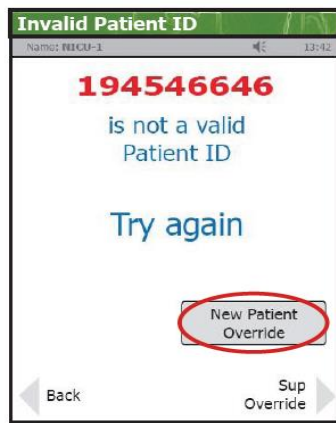 Invalid Patient ID
Name: NICU-1 13:42
194546646
is not a valid
Patient ID
Try again
New Patient
Override
Back
Sup
Override